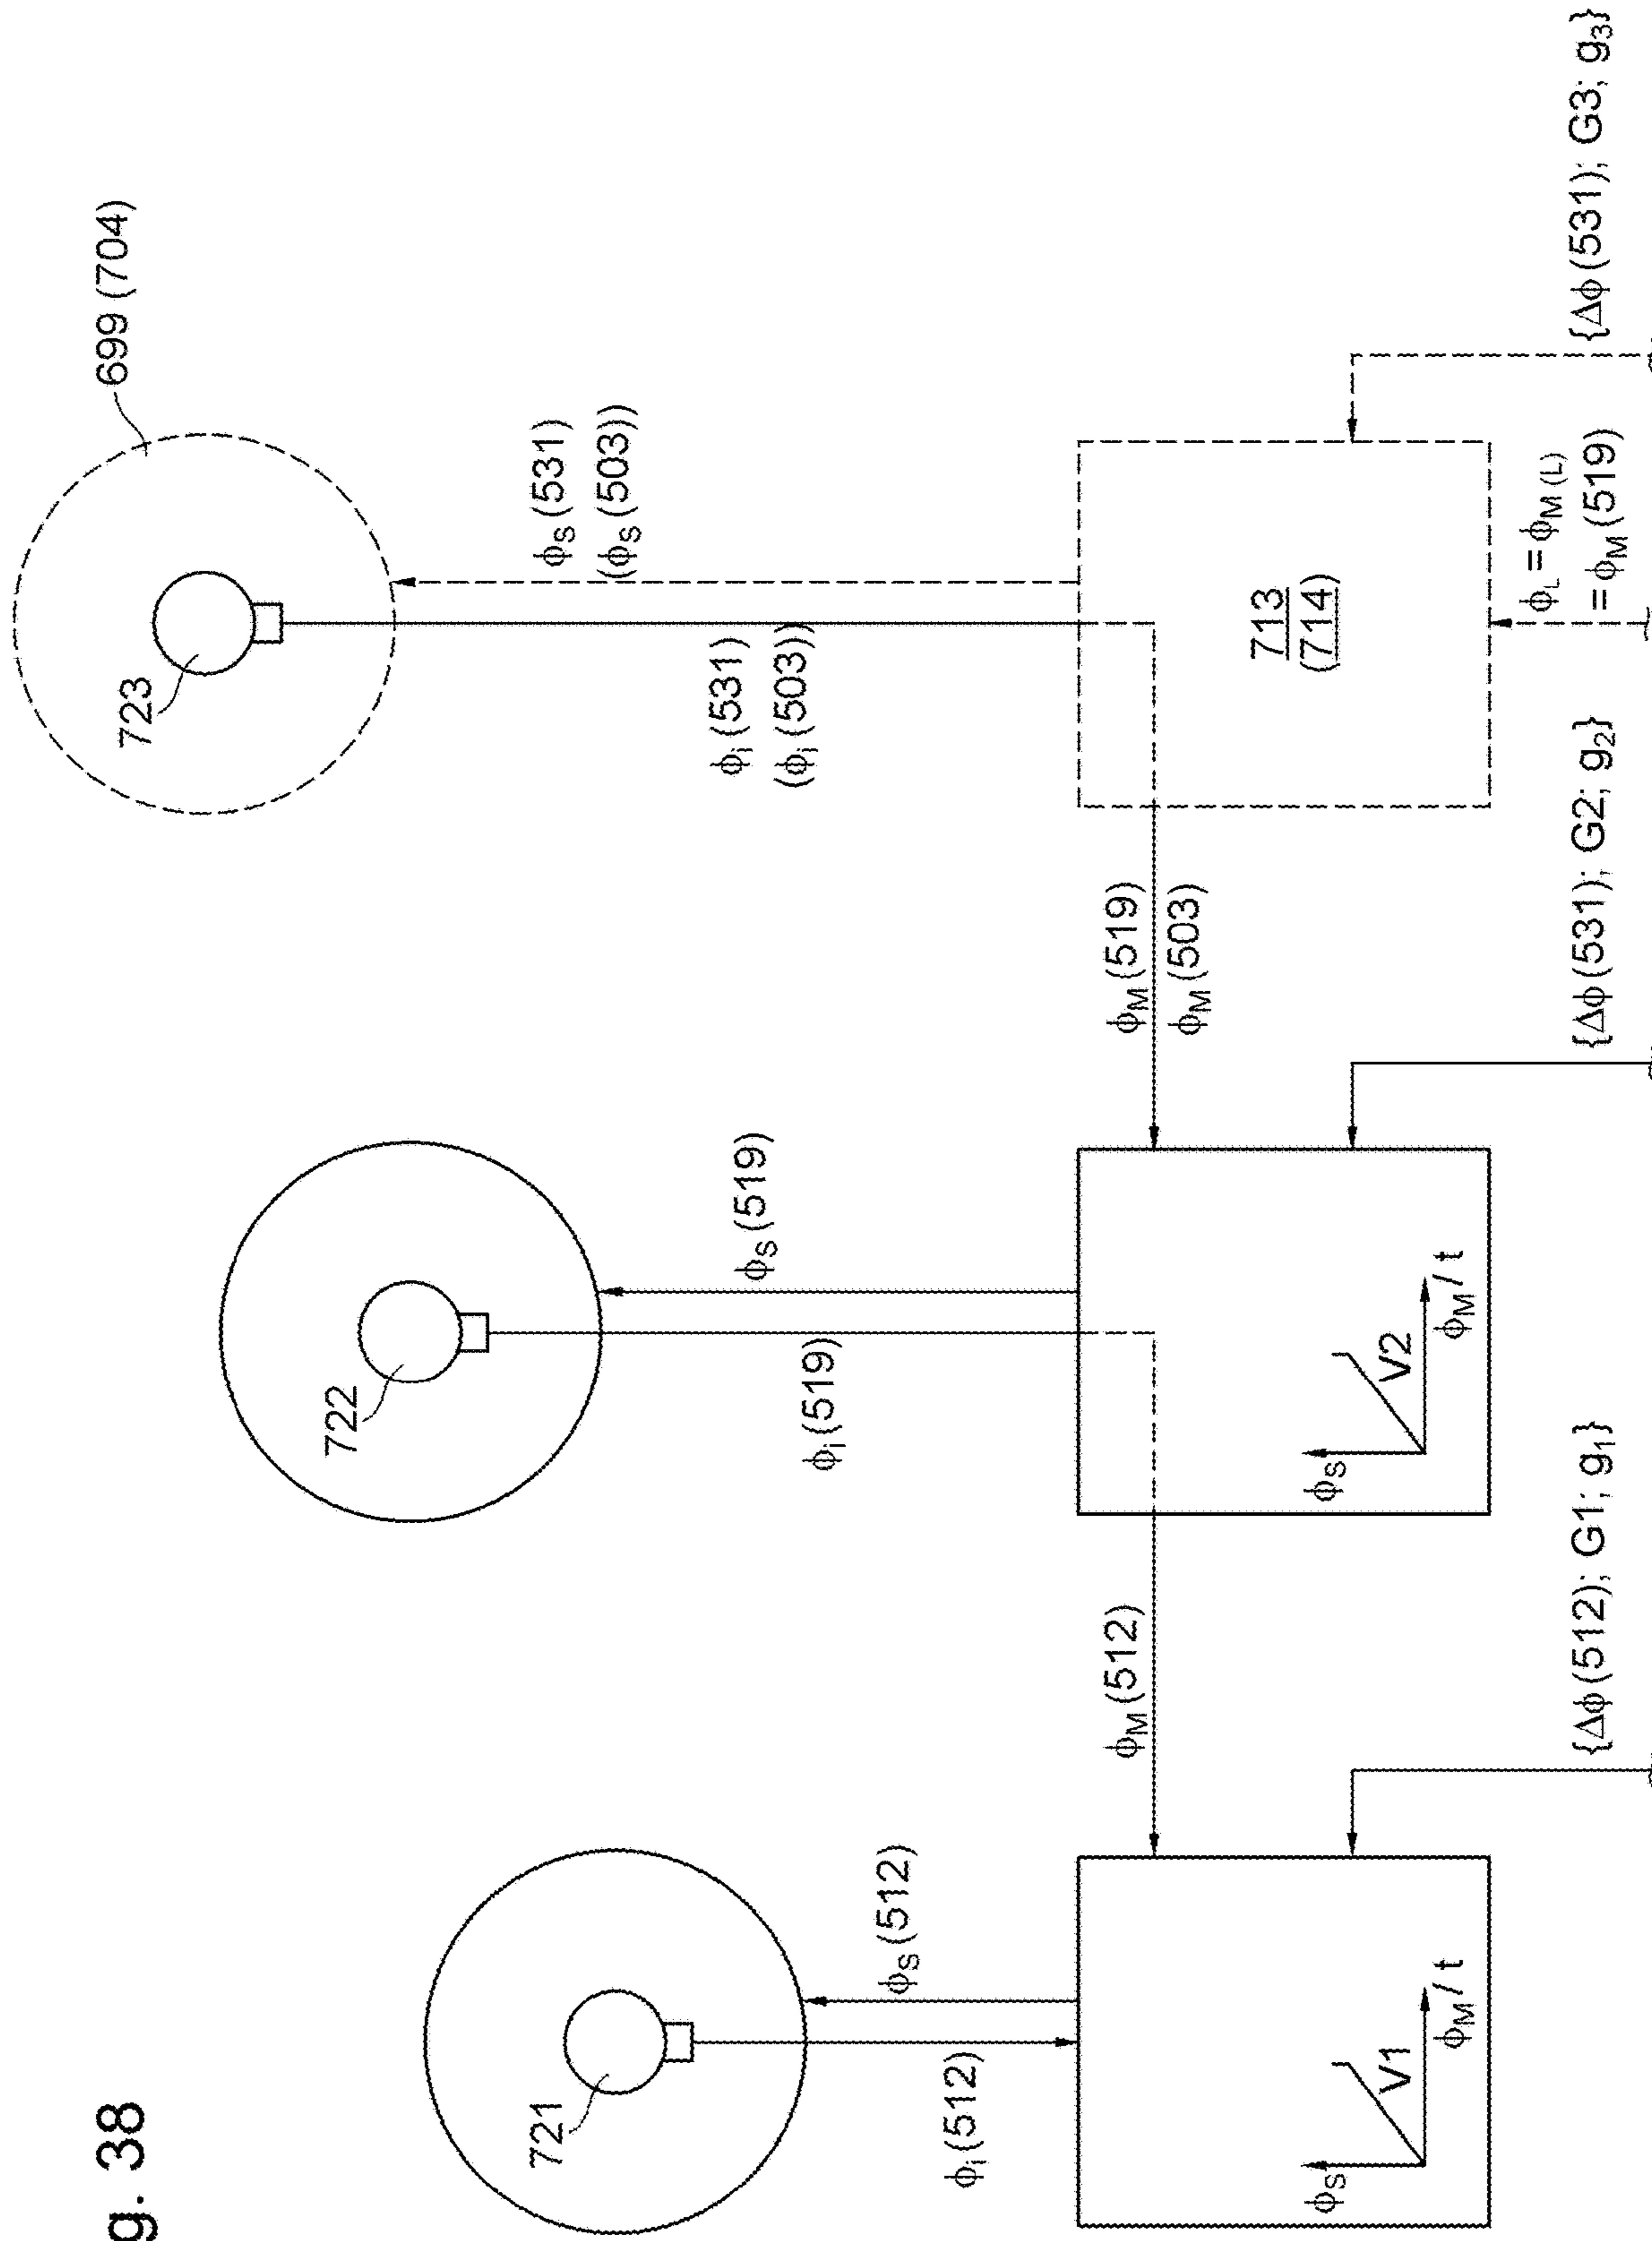 g. 38
721
722
723
699 (704)
ϕi (512)
ϕS (512)
ϕi (519)
ϕS (519)
ϕi (531)
(ϕi (503))
ϕS (531)
(ϕS (503))
ϕM (512)
ϕM (519)
ϕM (503)
ϕS
V1
ϕM / t
ϕS
V2
ϕM / t
713
(714)
{Δϕ (512); G1; g1}
{Δϕ (531); G2; g2}
ϕL = ϕM (L)
= ϕM (519)
{Δϕ (531); G3; g3}